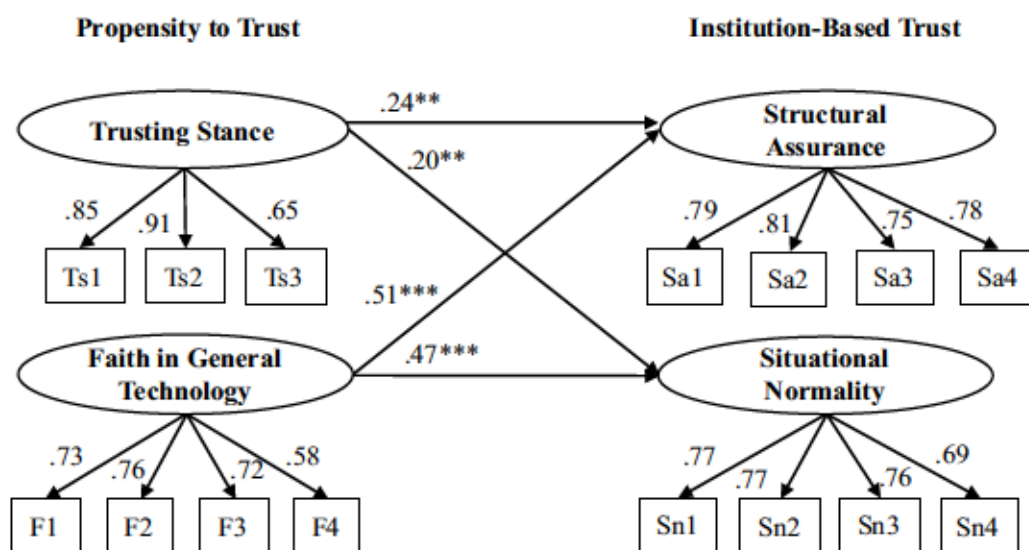 Propensity to Trust
Institution-Based Trust
Trusting Stance
.24**
.20**
Structural
Assurance
.85
.91
.65
.79
.81
.75
.78
Ts1
Ts2
Ts3
Sa1
Sa2
Sa3
Sa4
.51***
.47***
Faith in General
Technology
Situational
Normality
.73
.76
.72
.58
.77
.77
.76
.69
F1
F2
F3
F4
Sn1
Sn2
Sn3
Sn4